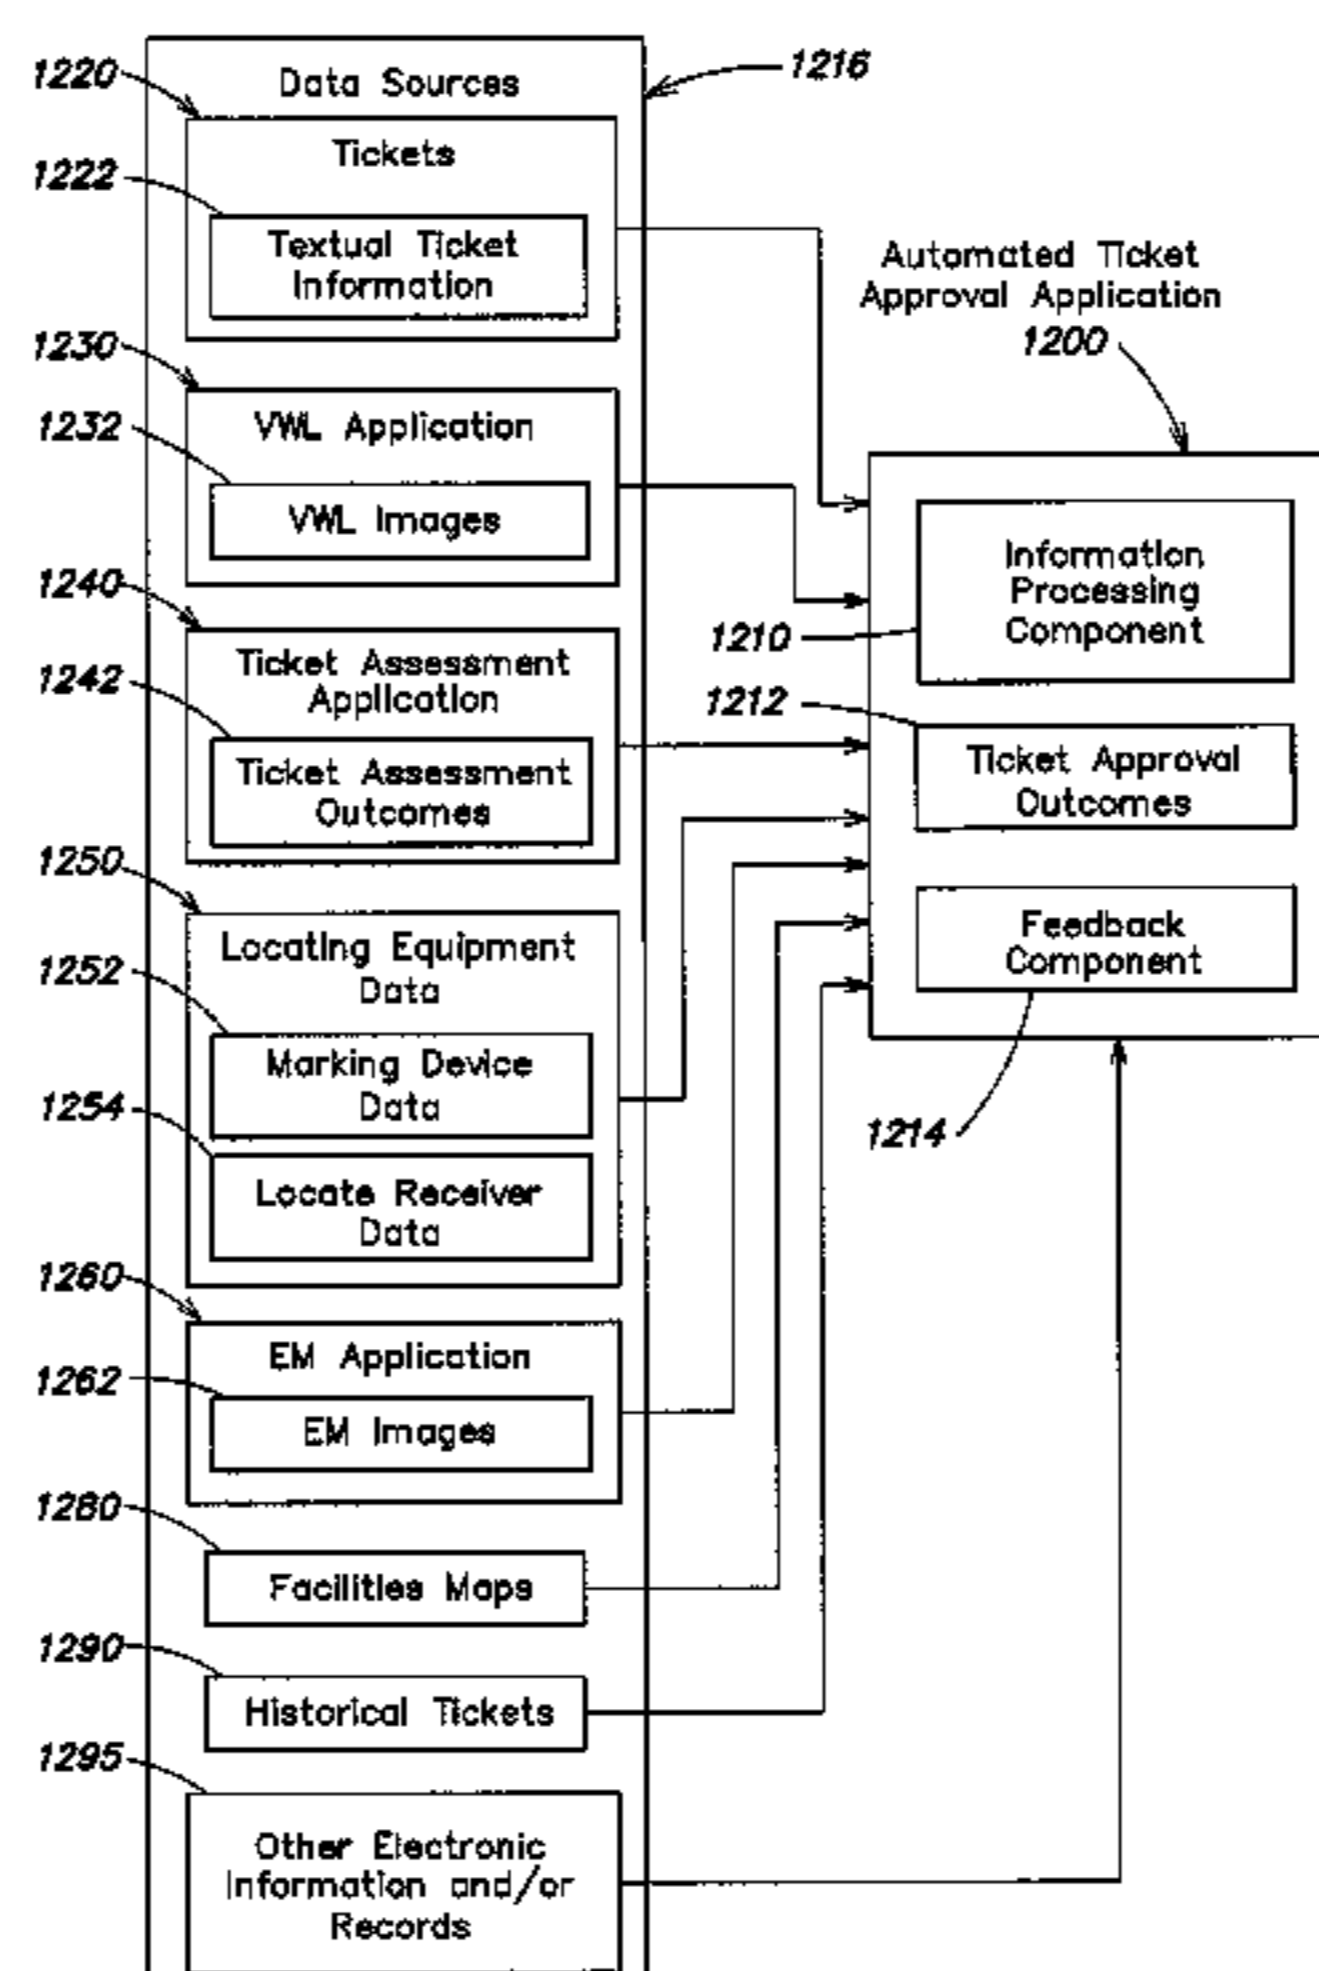 1220
Data Sources
1216
Tickets
1222
Textual Ticket
Information
Automated Ticket
Approval Application
1200
1230
VWL Application
1232
VWL Images
Information
Processing
Component
1210
1240
Ticket Assessment
Application
1242
1212
Ticket Assessment
Outcomes
Ticket Approval
Outcomes
1250
Locating Equipment
Data
Feedback
Component
1252
Marking Device
Data
1254
1214
Locate Receiver
Data
1260
EM Application
1262
EM Images
1280
Facilities Maps
1290
Historical Tickets
1295
Other Electronic
Information and/or
Records